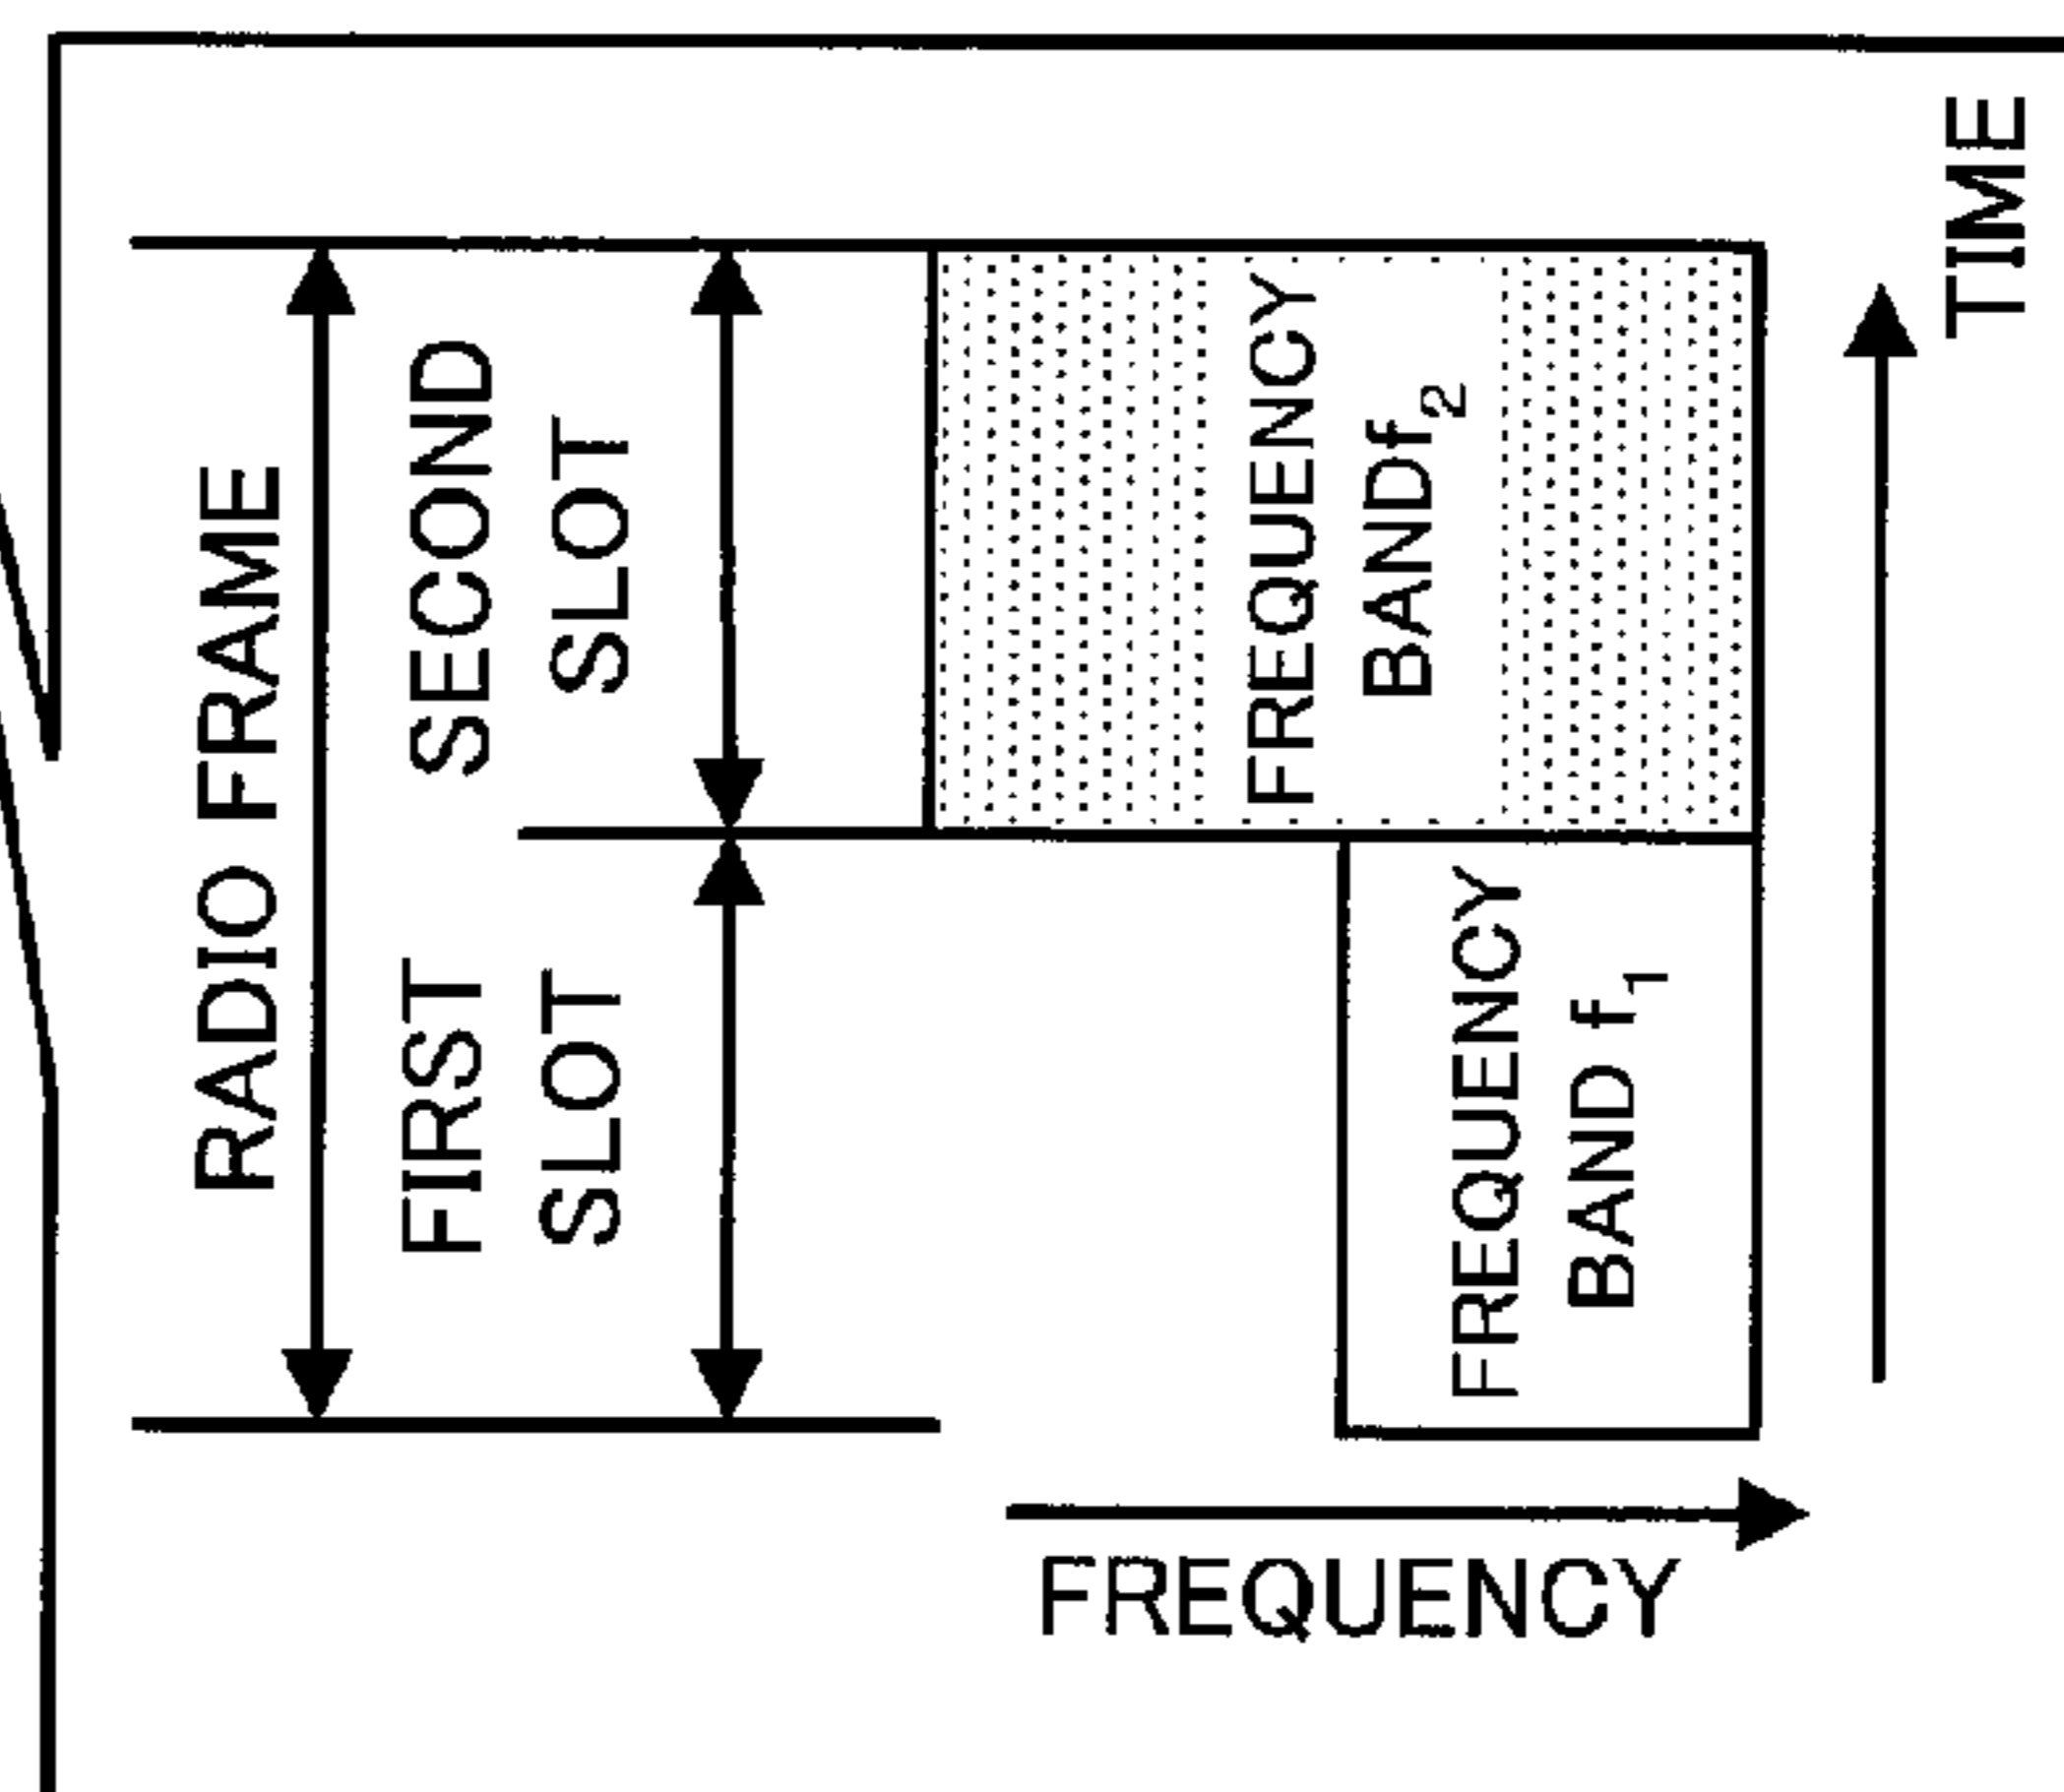 RADIO FRAME
SECOND
SLOT
FIRST
SLOT
FREQUENCY
BANDf2
FREQUENCY
BAND f1
TIME
FREQUENCY